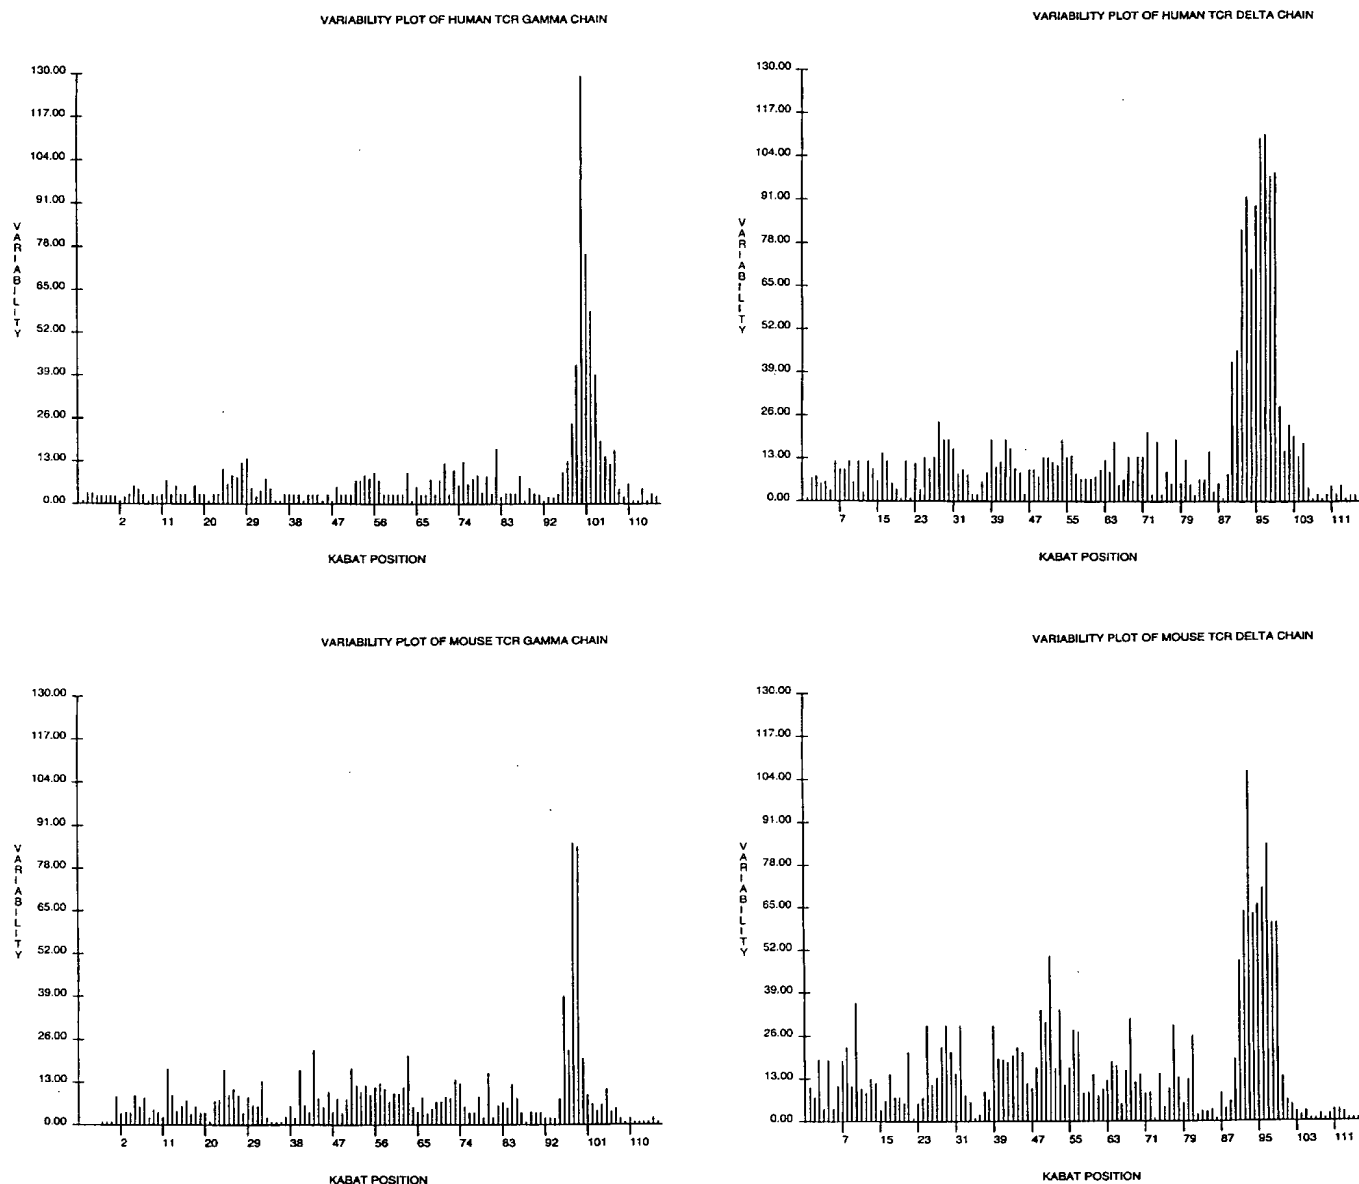 VARIABILITY PLOT OF HUMAN TCR GAMMA CHAIN
130.00
117.00
104.00
91.00
78.00
65.00
52.00
39.00
26.00
13.00
0.00
VARIABILITY
2 11 20 29 38 47 56 65 74 83 92 101 110
KABAT POSITION
VARIABILITY PLOT OF HUMAN TCR DELTA CHAIN
130.00
117.00
104.00
91.00
78.00
65.00
52.00
39.00
26.00
13.00
0.00
VARIABILITY
7 15 23 31 39 47 55 63 71 79 87 95 103 111
KABAT POSITION
VARIABILITY PLOT OF MOUSE TCR GAMMA CHAIN
130.00
117.00
104.00
91.00
78.00
65.00
52.00
39.00
26.00
13.00
0.00
VARIABILITY
2 11 20 29 38 47 56 65 74 83 92 101 110
KABAT POSITION
VARIABILITY PLOT OF MOUSE TCR DELTA CHAIN
130.00
117.00
104.00
91.00
78.00
65.00
52.00
39.00
26.00
13.00
0.00
VARIABILITY
7 15 23 31 39 47 55 63 71 79 87 95 103 111
KABAT POSITION